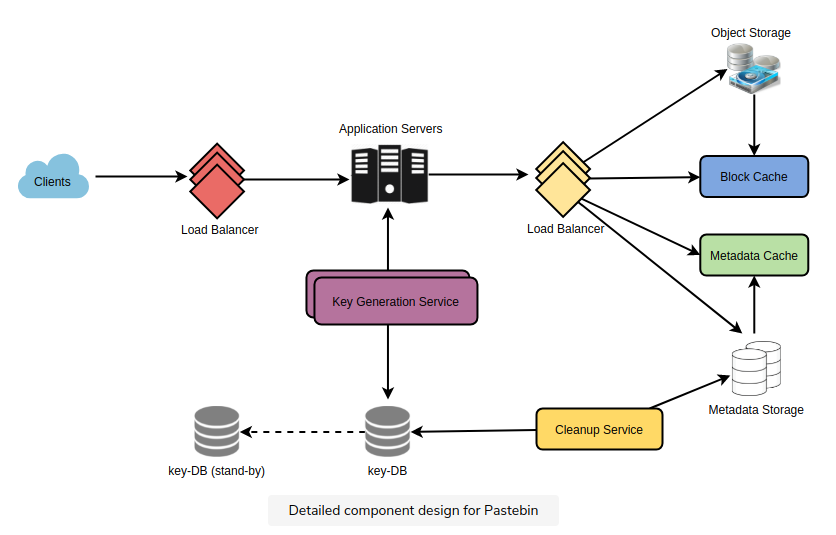 Object Storage
Application Servers
Clients
Block Cache
Load Balancer
Load Balancer
Metadata Cache
Key Generation Service
Metadata Storage
Cleanup Service
key-DB (stand-by)
key-DB
Detailed component design for Pastebin